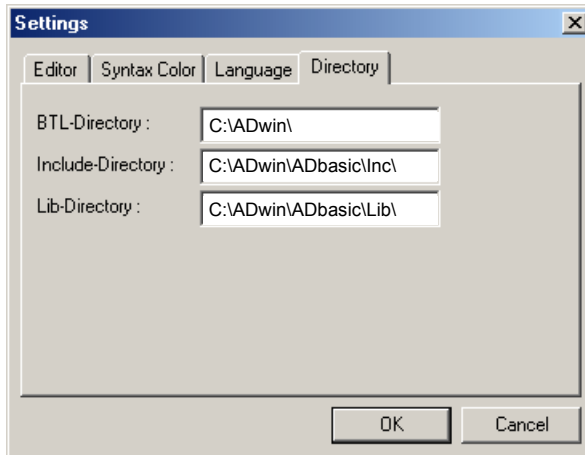 Settings
Editor Syntax Color Language Directory
BTL-Directory : C:\ADwin\
Include-Directory : C:\ADwin\ADbasic\Inc\
Lib-Directory : C:\ADwin\ADbasic\Lib\
OK Cancel